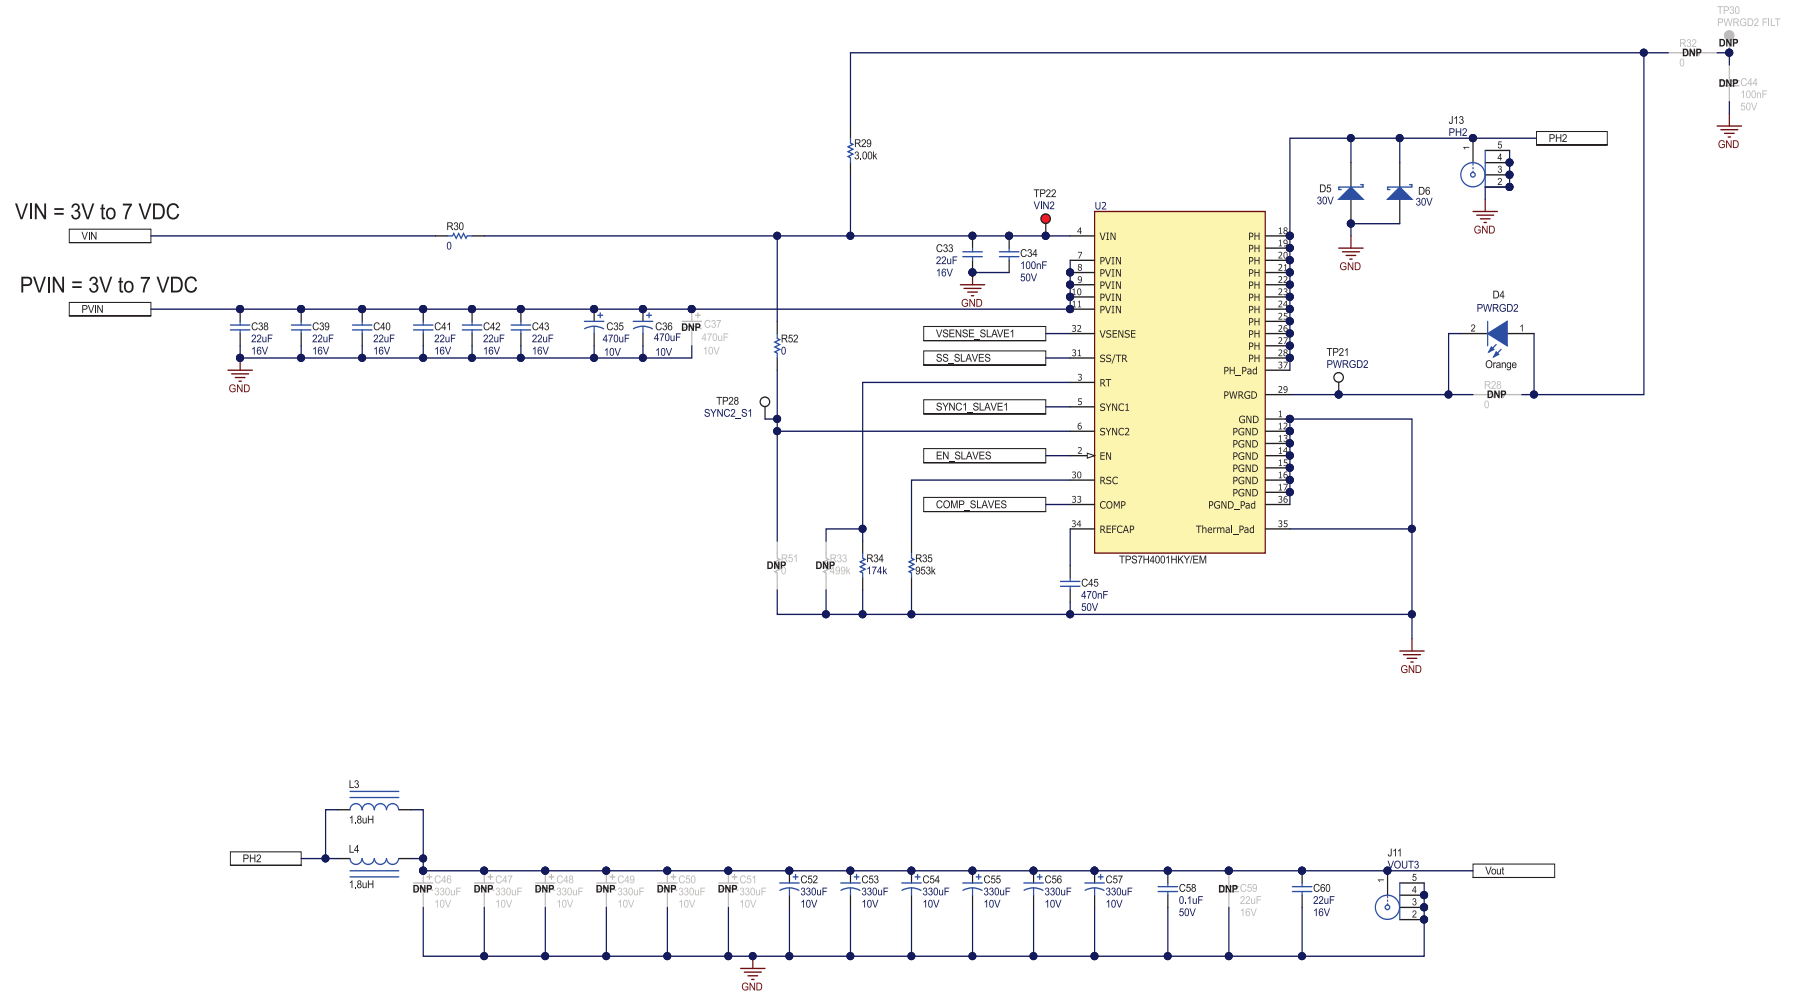 TP30
PWRGD2 FILT
DNP
R32
DNP
0
DNP
C44
100nF
50V
GND
R29
3.00k
J13
PH2
1
5
4
3
2
PH2
GND
D5
30V
D6
30V
GND
VIN = 3V to 7 VDC
VIN
R30
0
TP22
VIN2
C33
22uF
16V
C34
100nF
50V
GND
PVIN = 3V to 7 VDC
PVIN
C38
22uF
16V
C39
22uF
16V
C40
22uF
16V
C41
22uF
16V
C42
22uF
16V
C43
22uF
16V
C35
470uF
10V
C36
470uF
10V
DNP
C37
470uF
10V
GND
R52
0
TP28
SYNC2_S1
VSENSE_SLAVE1
SS_SLAVES
SYNC1_SLAVE1
EN_SLAVES
COMP_SLAVES
U2
4 VIN
7 PVIN
8 PVIN
9 PVIN
10 PVIN
11 PVIN
32 VSENSE
31 SS/TR
3 RT
5 SYNC1
6 SYNC2
2 EN
30 RSC
33 COMP
34 REFCAP
PH 18
PH 19
PH 20
PH 21
PH 22
PH 23
PH 24
PH 25
PH 26
PH 27
PH 28
PH_Pad 37
PWRGD 29
GND 1
PGND 12
PGND 13
PGND 14
PGND 15
PGND 16
PGND 17
PGND_Pad 36
Thermal_Pad 35
TPS7H4001HKY/EM
D4
PWRGD2
2
1
Orange
TP21
PWRGD2
R28
DNP
0
R51
DNP
0
R33
DNP
499k
R34
174k
R35
953k
C45
470nF
50V
GND
L3
1.8uH
L4
1.8uH
PH2
DNP
C46
330uF
10V
DNP
C47
330uF
10V
DNP
C48
330uF
10V
DNP
C49
330uF
10V
DNP
C50
330uF
10V
DNP
C51
330uF
10V
C52
330uF
10V
C53
330uF
10V
C54
330uF
10V
C55
330uF
10V
C56
330uF
10V
C57
330uF
10V
C58
0.1uF
50V
DNP
C59
22uF
16V
C60
22uF
16V
J11
VOUT3
1
5
4
3
2
Vout
GND